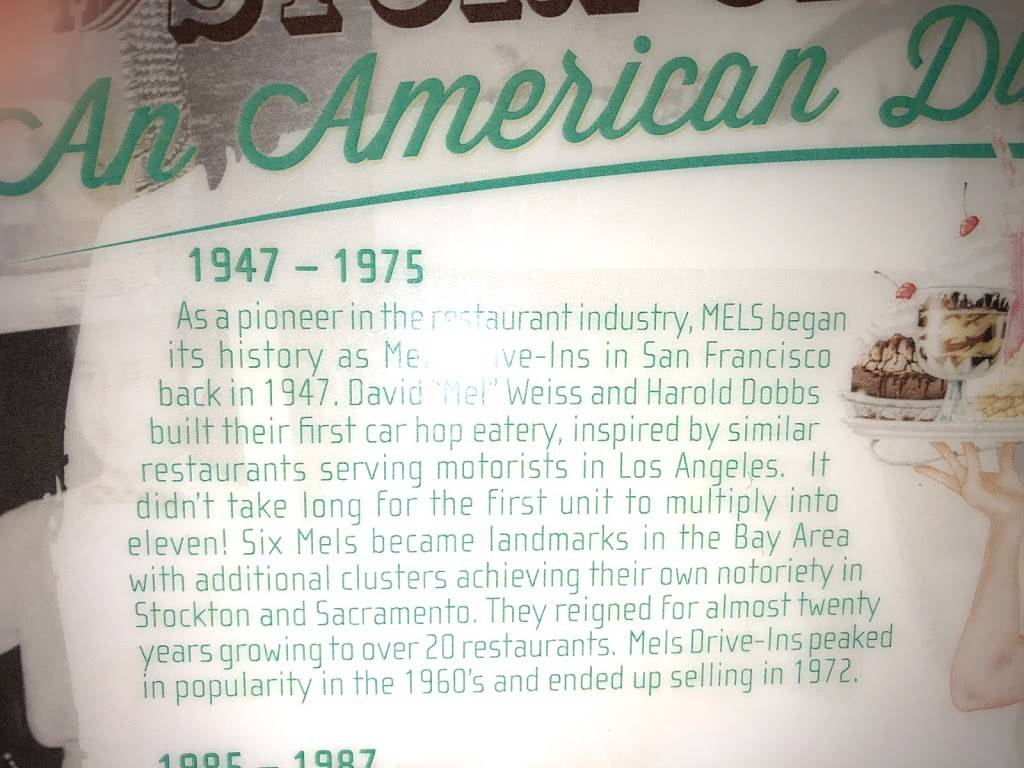 An American
1947 – 1975
As a pioneer in the restaurant industry, MELS began
its history as in San Francisco
back in 1947. David "Mel" Weiss and Harold Dobbs
built their first car hop eatery, inspired by similar
restaurants serving motorists in Los Angeles. It
didn't take long for the first unit to multiply into
eleven! Six Mels became landmarks in the Bay Area
with additional clusters achieving their own notoriety in
Stockton and Sacramento. They reigned for almost twenty
years growing to over 20 restaurants. Mels Drive-Ins peaked
in popularity in the 1960's and ended up selling in 1972.
1985 – 1987